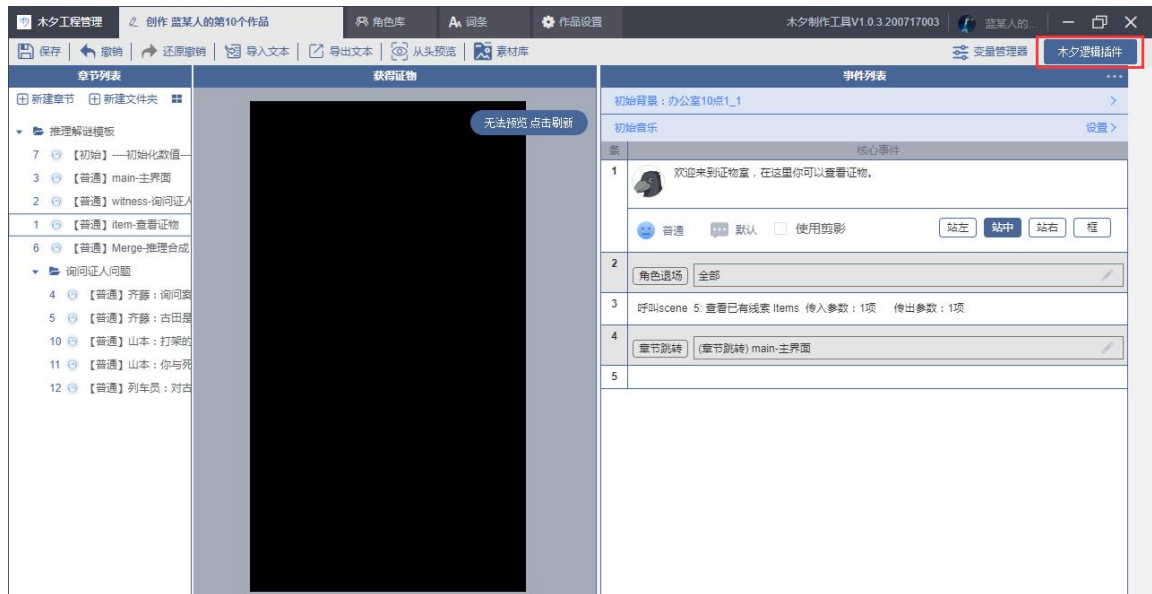 木夕工程管理 创作 蓝某人的第10个作品 角色库 词条 作品设置 木夕制作工具V1.0.3.200717003 蓝某人的...
保存 撤销 还原撤销 导入文本 导出文本 从头预览 素材库 变量管理器 木夕逻辑插件
章节列表 获得证物 事件列表
新建章节 新建文件夹
推理解谜模板
7 【初始】----初始化数值--
3 【普通】main-主界面
2 【普通】witness-询问证人
1 【普通】item-查看证物
6 【普通】Merge-推理合成
询问证人问题
4 【普通】齐藤：询问案
5 【普通】齐藤：古田是
10 【普通】山本：打架的
11 【普通】山本：你与死
12 【普通】列车员：对古
无法预览 点击刷新
初始背景：办公室10点1_1
初始音乐 设置
条 核心事件
1 欢迎来到证物室，在这里你可以查看证物。
普通 默认 使用剪影 站左 站中 站右 框
2 角色退场 全部
3 呼叫scene 5: 查看已有线索 Items 传入参数：1项 传出参数：1项
4 章节跳转 (章节跳转) main-主界面
5